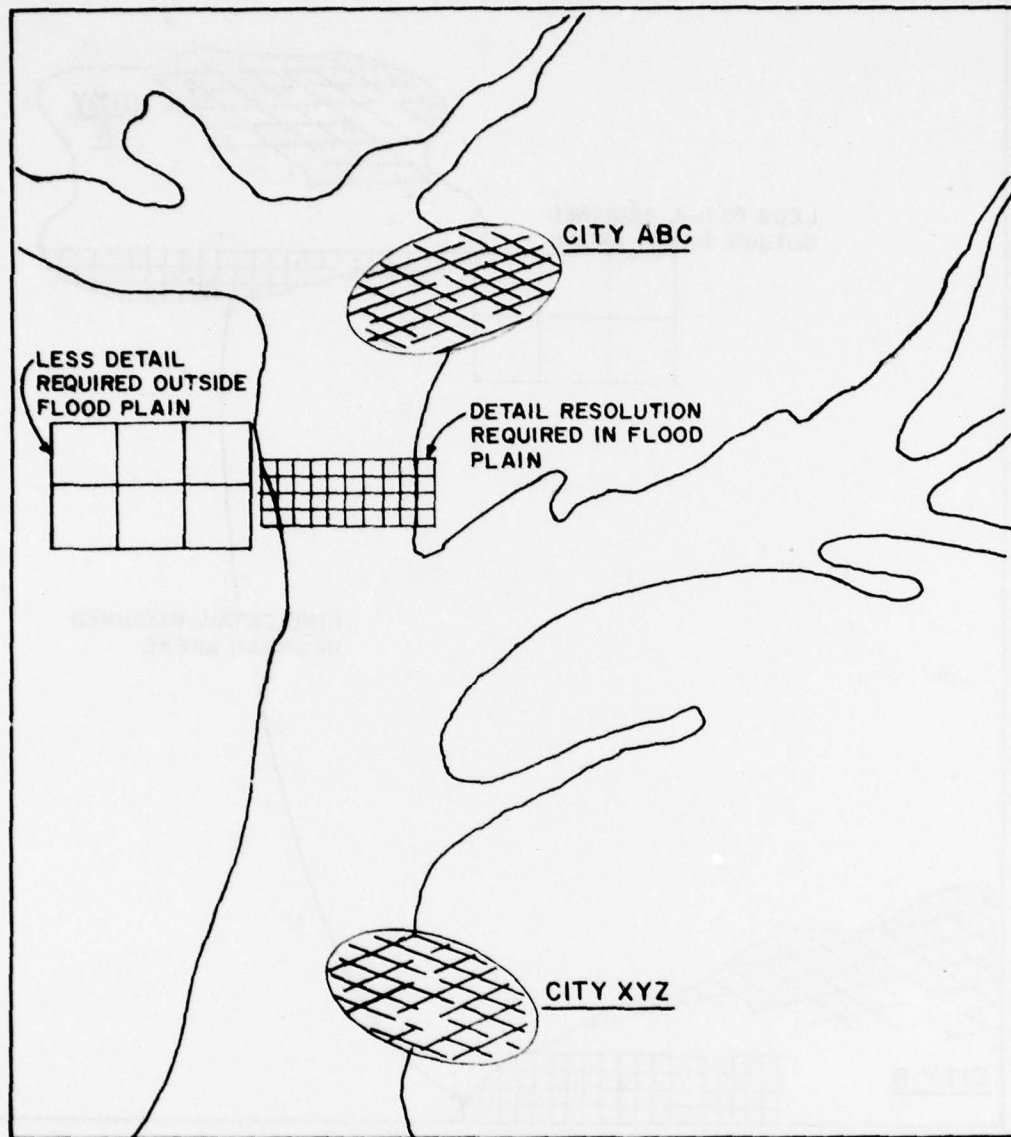 CITY ABC
LESS DETAIL
REQUIRED OUTSIDE
FLOOD PLAIN
DETAIL RESOLUTION
REQUIRED IN FLOOD
PLAIN
CITY XYZ